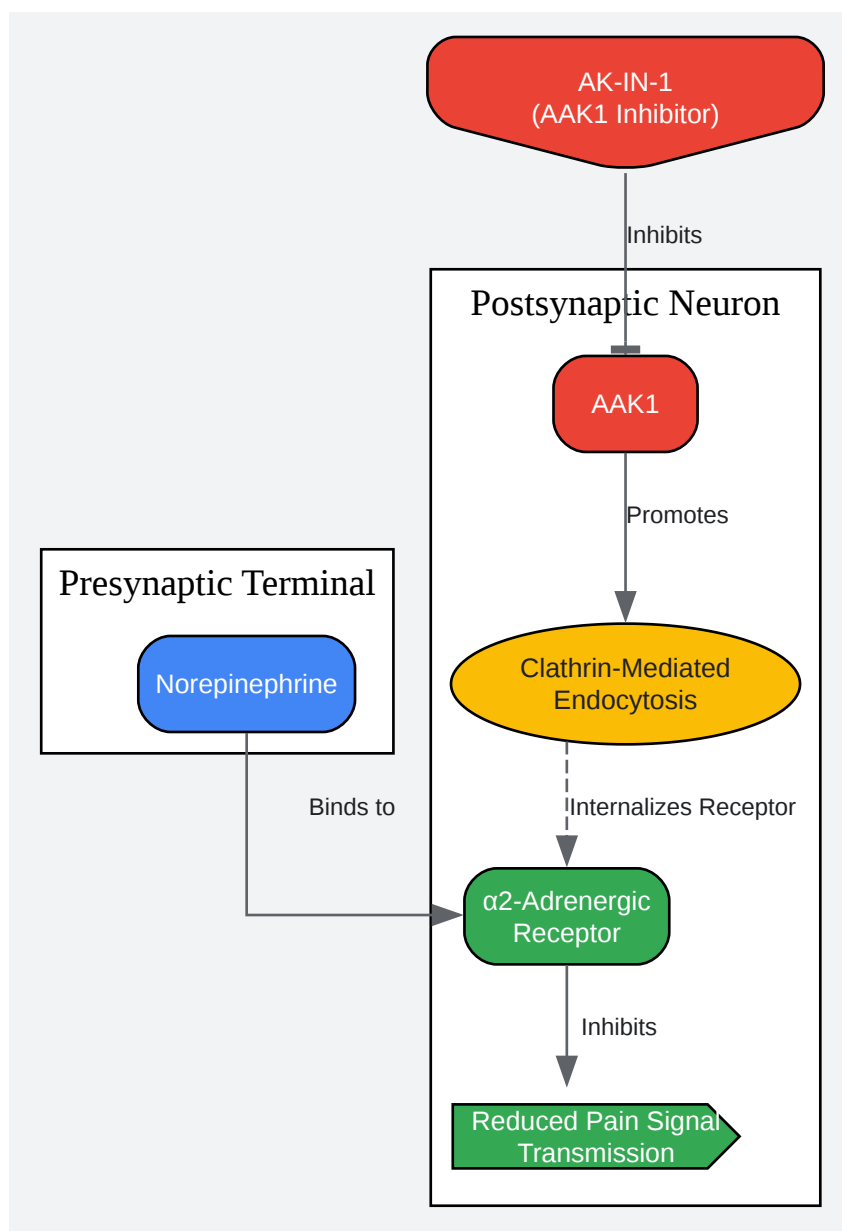 AK-IN-1
(AAK1 Inhibitor)
Inhibits
Postsynaptic Neuron
AAK1
Promotes
Presynaptic Terminal
Norepinephrine
Clathrin-Mediated
Endocytosis
Binds to
Internalizes Receptor
α2-Adrenergic
Receptor
Inhibits
Reduced Pain Signal
Transmission